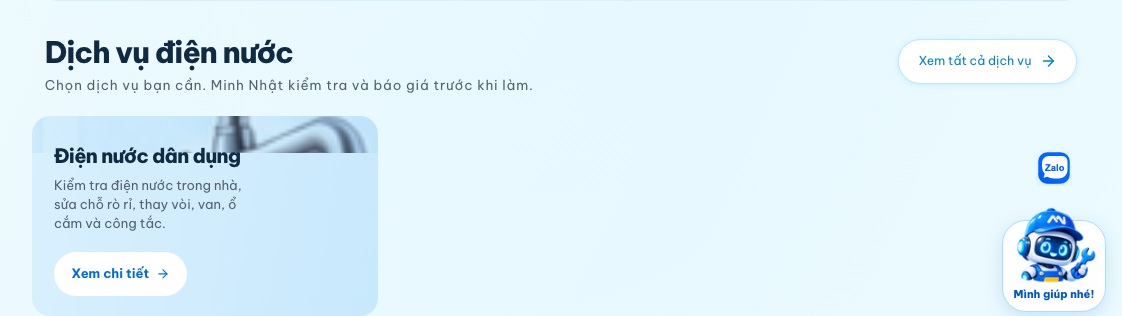 Dịch vụ điện nước
Chọn dịch vụ bạn cần. Minh Nhật kiểm tra và báo giá trước khi làm.
Xem tất cả dịch vụ
Điện nước dân dụng
Kiểm tra điện nước trong nhà,
sửa chỗ rò rỉ, thay vòi, van, ổ
cắm và công tắc.
Xem chi tiết
Zalo
Mình giúp nhé!